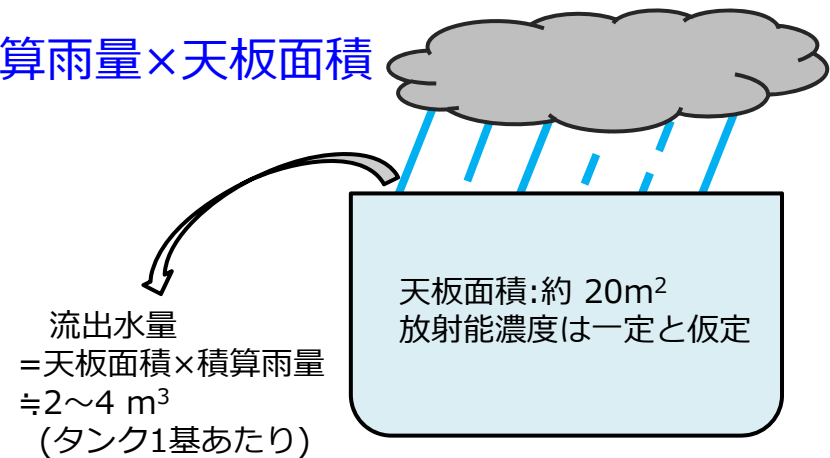 算雨量×天板面積
天板面積:約 20m²
放射能濃度は一定と仮定
流出水量
=天板面積×積算雨量
≒2～4 m³
(タンク1基あたり)